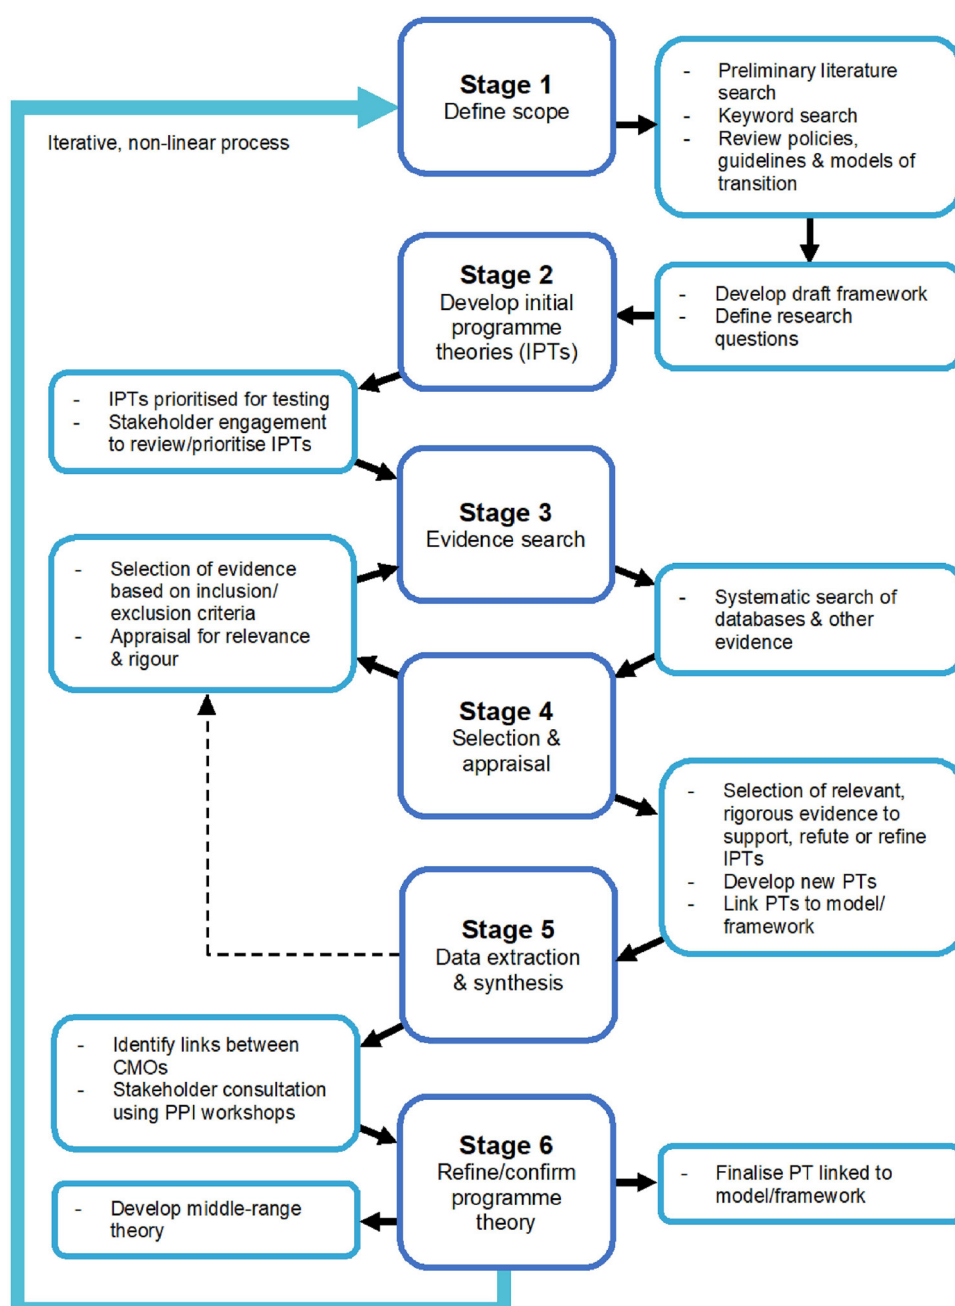 Stage 1
Define scope
- Preliminary literature
search
- Keyword search
- Review policies,
guidelines & models of
transition
Iterative, non-linear process
Stage 2
Develop initial
programme
theories (IPTs)
- Develop draft framework
- Define research
questions
- IPTs prioritised for testing
- Stakeholder engagement
to review/prioritise IPTs
Stage 3
Evidence search
- Selection of evidence
based on inclusion/
exclusion criteria
- Appraisal for relevance
& rigour
- Systematic search of
databases & other
evidence
Stage 4
Selection &
appraisal
- Selection of relevant,
rigorous evidence to
support, refute or refine
IPTs
- Develop new PTs
- Link PTs to model/
framework
Stage 5
Data extraction
& synthesis
- Identify links between
CMOs
- Stakeholder consultation
using PPI workshops
Stage 6
Refine/confirm
programme
theory
- Finalise PT linked to
model/framework
- Develop middle-range
theory